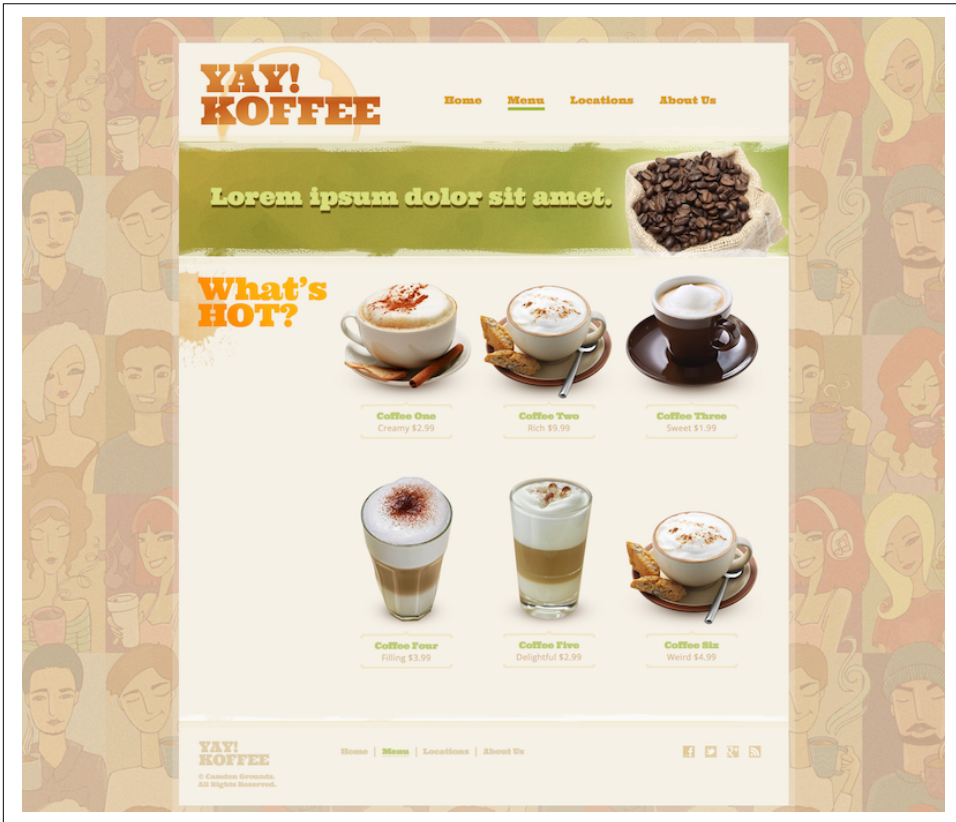 YAY!
KOFFEE
Home Menu Locations About Us
Lorem ipsum dolor sit amet.
What's
HOT?
Coffee One
Creamy $2.99
Coffee Two
Rich $9.99
Coffee Three
Sweet $1.99
Coffee Four
Filling $3.99
Coffee Five
Delightful $2.99
Coffee Six
Weird $4.99
YAY!
KOFFEE
Home | Menu | Locations | About Us
© Camden Grounds.
All Rights Reserved.